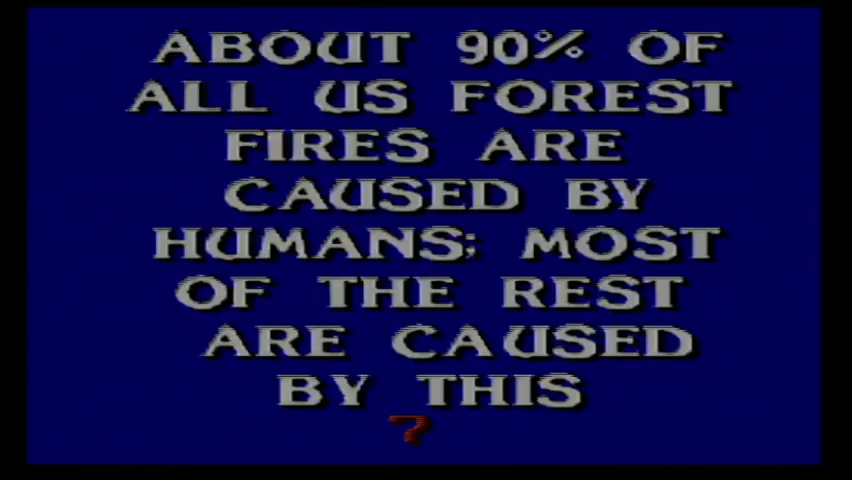 ABOUT 90% OF
ALL US FOREST
FIRES ARE
CAUSED BY
HUMANS; MOST
OF THE REST
ARE CAUSED
BY THIS
?